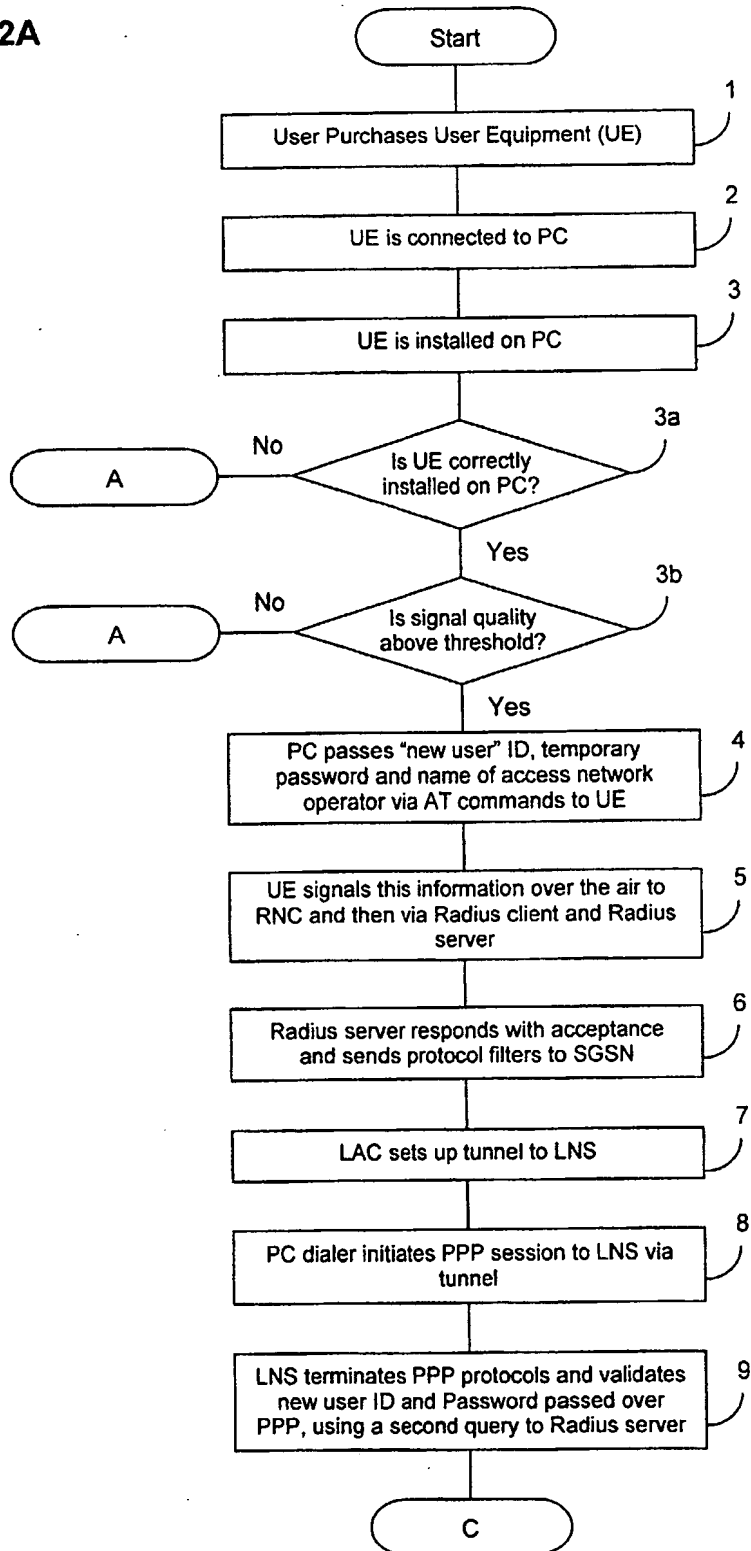 2A
Start
1
User Purchases User Equipment (UE)
2
UE is connected to PC
3
UE is installed on PC
3a
No
A
Is UE correctly
installed on PC?
Yes
3b
No
A
Is signal quality
above threshold?
Yes
4
PC passes "new user" ID, temporary
password and name of access network
operator via AT commands to UE
5
UE signals this information over the air to
RNC and then via Radius client and Radius
server
6
Radius server responds with acceptance
and sends protocol filters to SGSN
7
LAC sets up tunnel to LNS
8
PC dialer initiates PPP session to LNS via
tunnel
9
LNS terminates PPP protocols and validates
new user ID and Password passed over
PPP, using a second query to Radius server
C